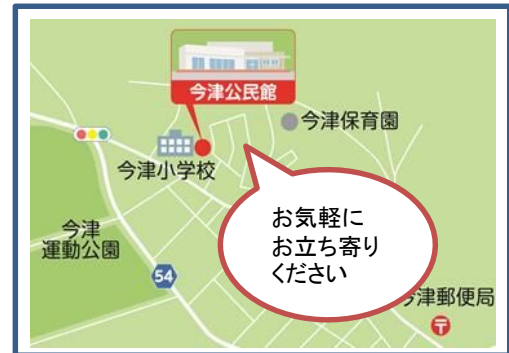 今津公民館
今津保育園
今津小学校
今津
運動公園
お気軽に
お立ち寄り
ください
54
津郵便局
〒